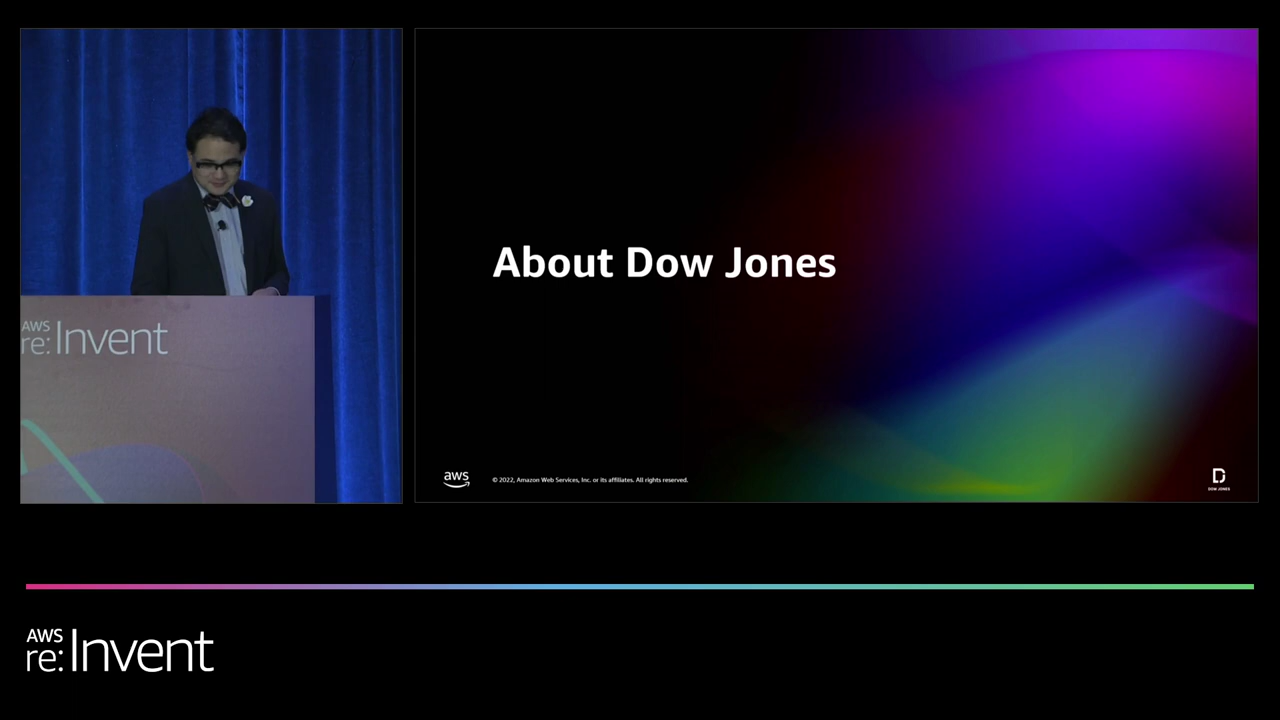 AWS
re:Invent
About Dow Jones
aws
© 2022, Amazon Web Services, Inc. or its affiliates. All rights reserved.
D
DOW JONES
AWS
re:Invent